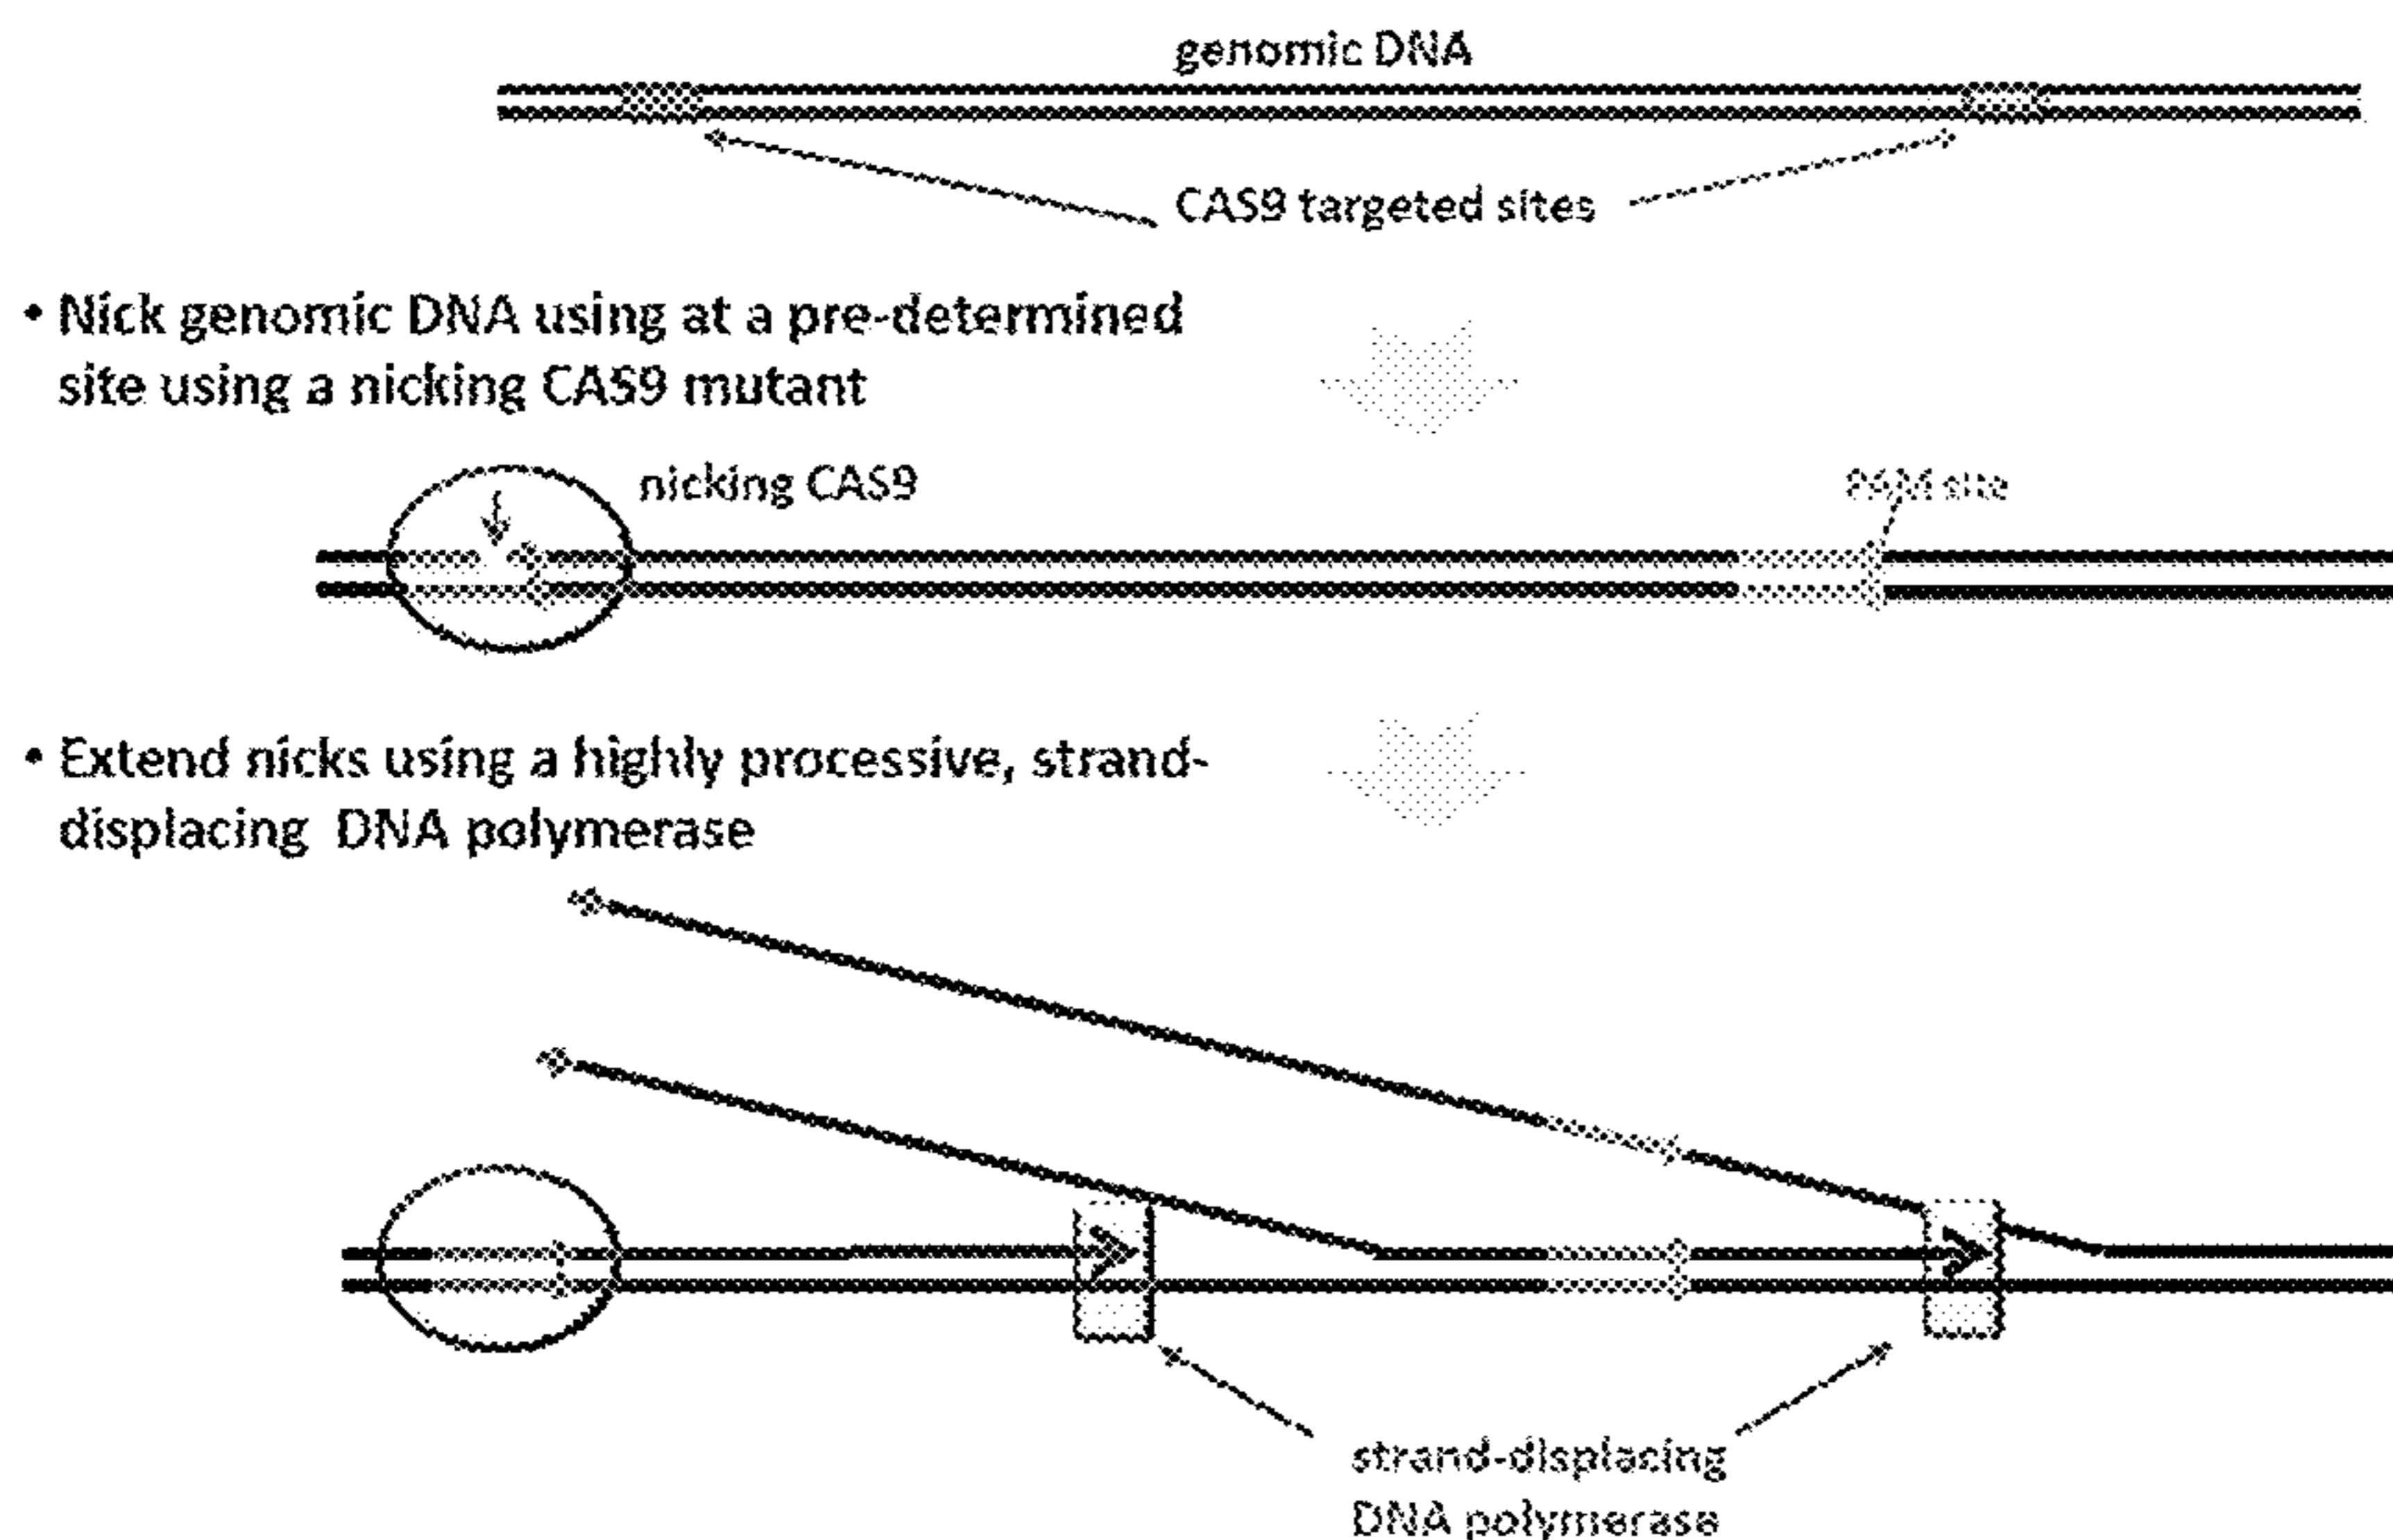 genomic DNA
CAS9 targeted sites
• Nick genomic DNA using at a pre-determined
site using a nicking CAS9 mutant
nicking CAS9
site
• Extend nicks using a highly processive, strand-
displacing DNA polymerase
strand-displacing
DNA polymerase